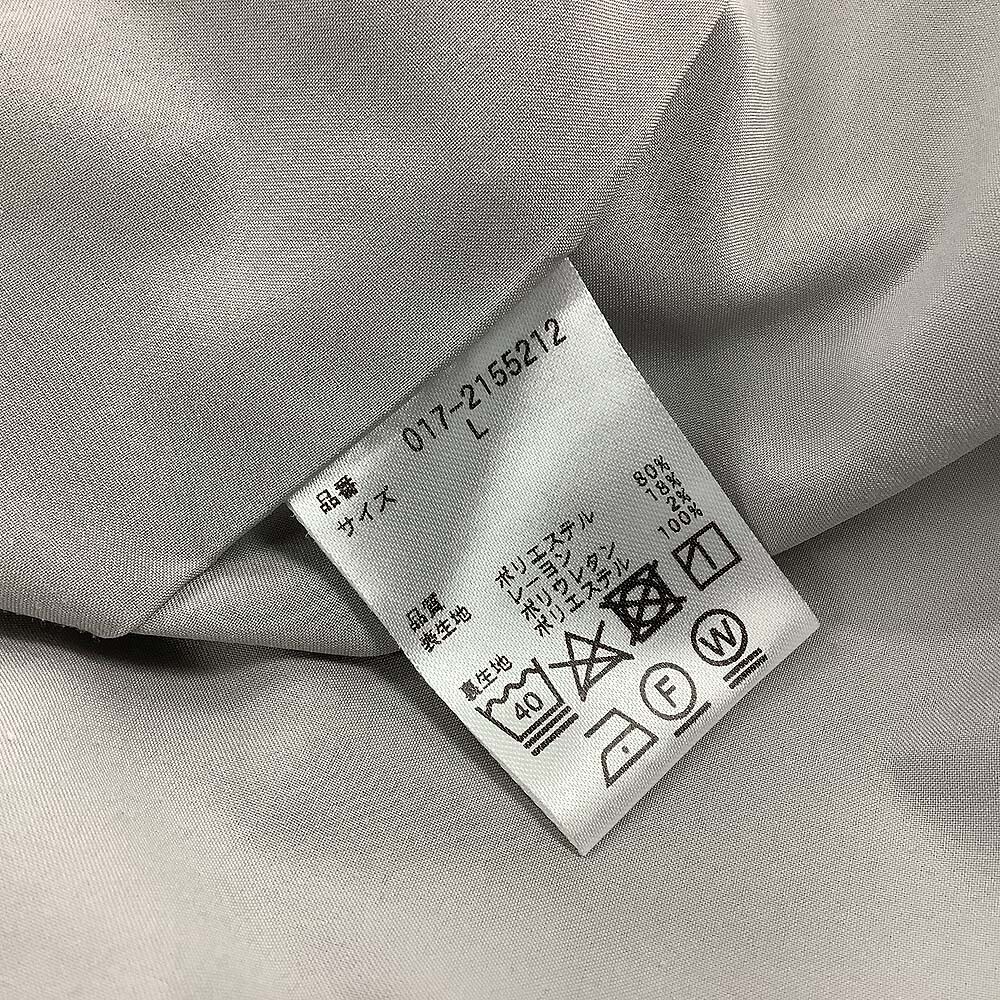 品番 017-2155212
サイズ L
品質
表生地 ポリエステル 80%
レーヨン 18%
ポリウレタン 2%
裏生地 ポリエステル 100%
40
F
W